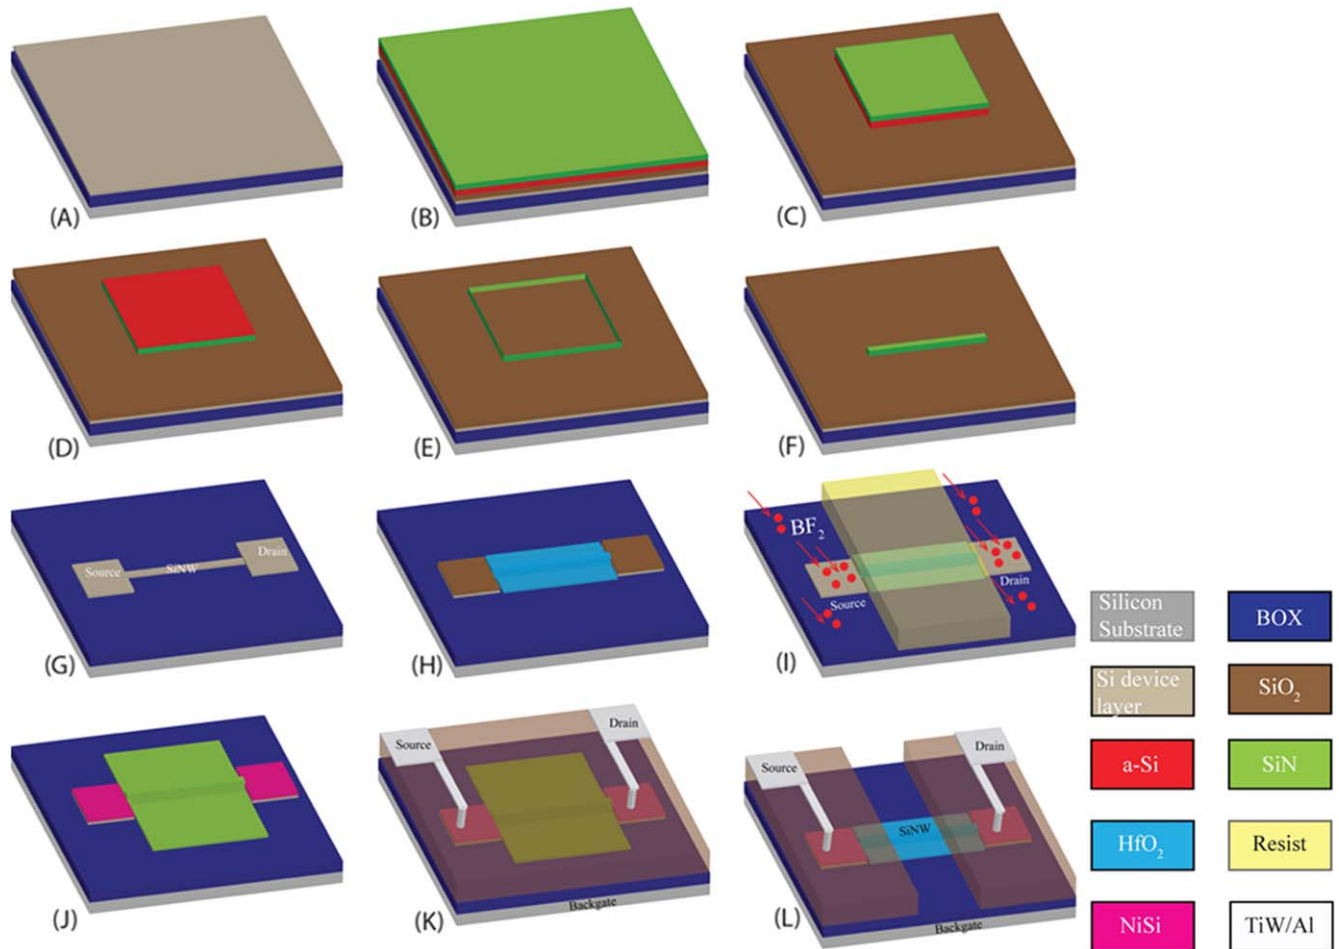 (A)
(B)
(C)
(D)
(E)
(F)
Source
SiNW
Drain
(G)
(H)
BF2
Source
Drain
(I)
Silicon
Substrate
BOX
Si device
layer
SiO2
a-Si
SiN
HfO2
Resist
NiSi
TiW/Al
(J)
Source
Drain
Backgate
(K)
Source
Drain
SiNW
Backgate
(L)